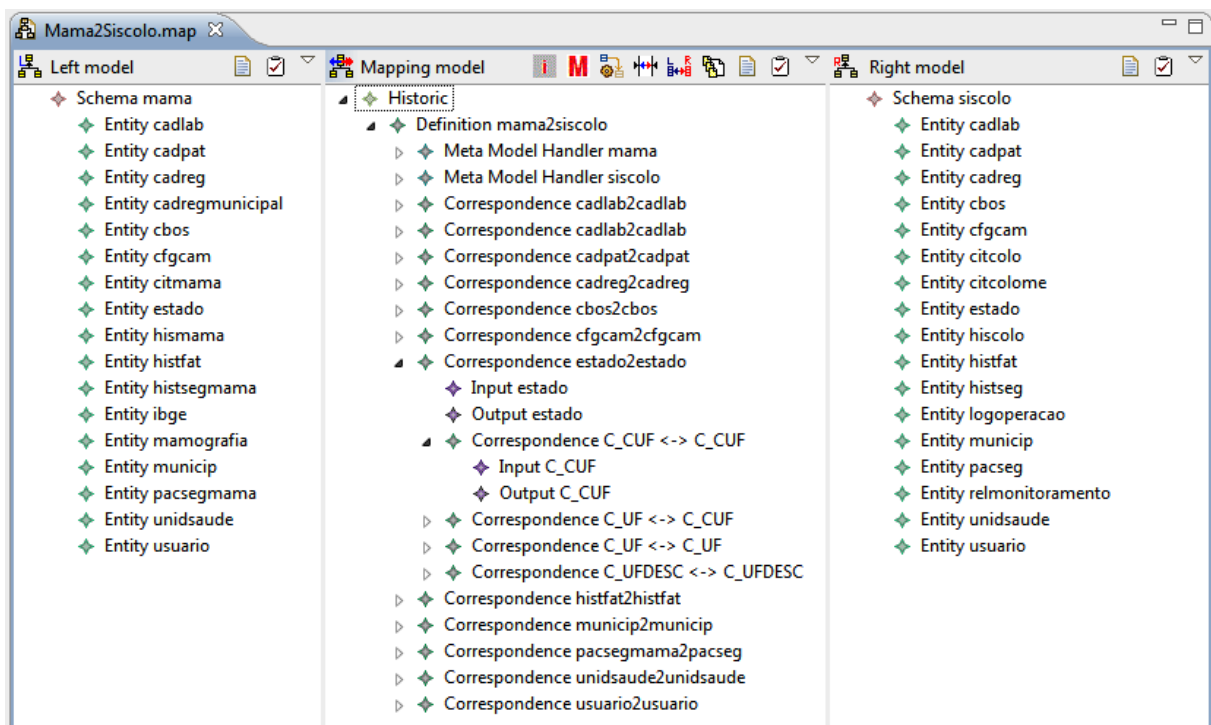 Mama2Siscolo.map
Left model
Schema mama
Entity cadlab
Entity cadpat
Entity cadreg
Entity cadregmunicipal
Entity cbos
Entity cfgcam
Entity citmama
Entity estado
Entity hismama
Entity histfat
Entity histsegmama
Entity ibge
Entity mamografia
Entity municip
Entity pacsegmama
Entity unidsaude
Entity usuario
Mapping model
Historic
Definition mama2siscolo
Meta Model Handler mama
Meta Model Handler siscolo
Correspondence cadlab2cadlab
Correspondence cadlab2cadlab
Correspondence cadpat2cadpat
Correspondence cadreg2cadreg
Correspondence cbos2cbos
Correspondence cfgcam2cfgcam
Correspondence estado2estado
Input estado
Output estado
Correspondence C_CUF <-> C_CUF
Input C_CUF
Output C_CUF
Correspondence C_UF <-> C_CUF
Correspondence C_UF <-> C_UF
Correspondence C_UFDESC <-> C_UFDESC
Correspondence histfat2histfat
Correspondence municip2municip
Correspondence pacsegmama2pacseg
Correspondence unidsaude2unidsaude
Correspondence usuario2usuario
Right model
Schema siscolo
Entity cadlab
Entity cadpat
Entity cadreg
Entity cbos
Entity cfgcam
Entity citcolo
Entity citcolome
Entity estado
Entity hiscolo
Entity histfat
Entity histseg
Entity logoperacao
Entity municip
Entity pacseg
Entity relmonitoramento
Entity unidsaude
Entity usuario